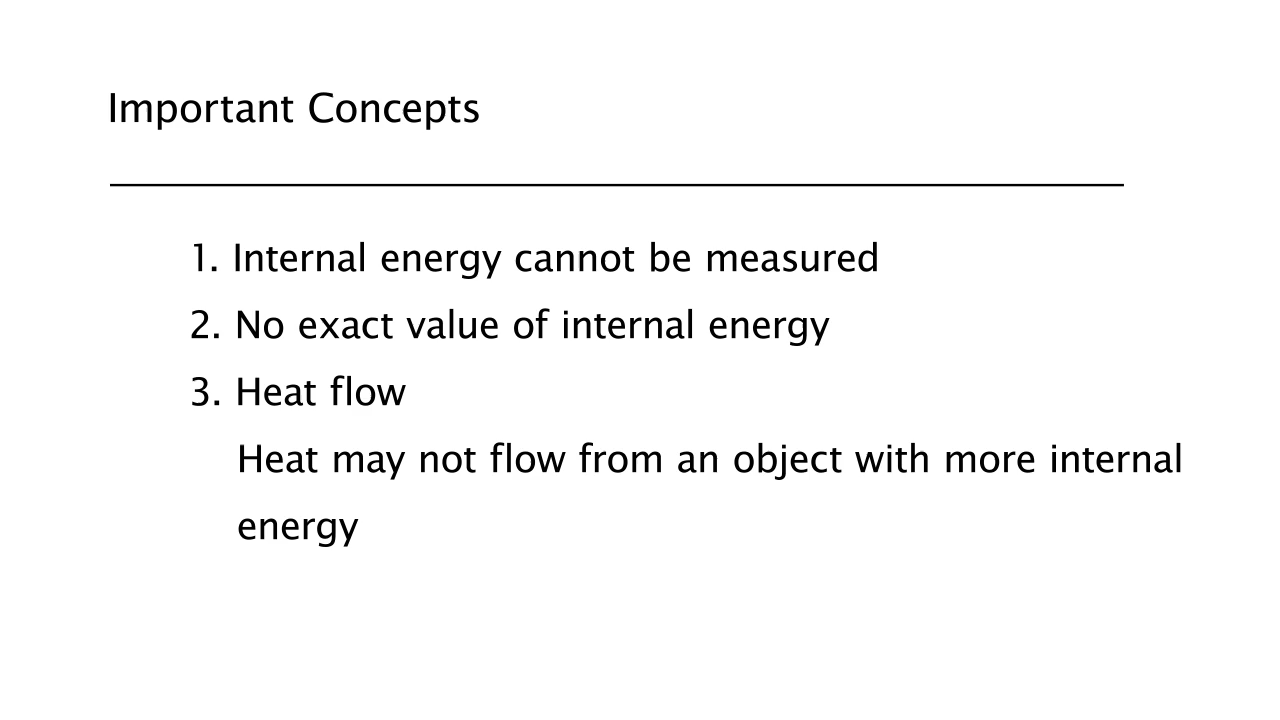 Important Concepts
1. Internal energy cannot be measured
2. No exact value of internal energy
3. Heat flow
Heat may not flow from an object with more internal
energy